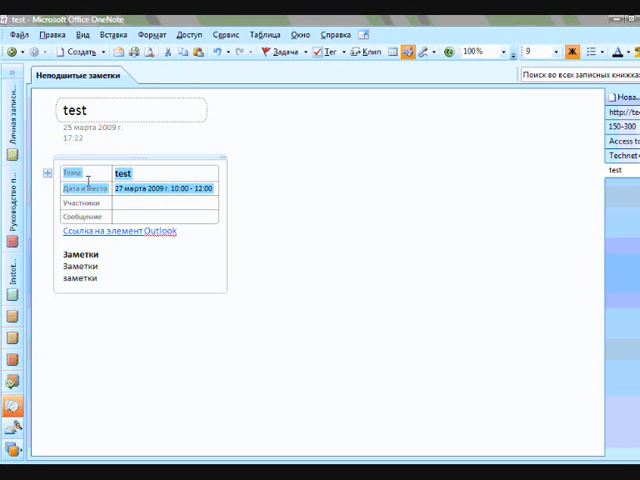 test - Microsoft Office OneNote
Файл Правка Вид Вставка Формат Доступ Сервис Таблица Окно Справка
Создать Задача Тег Клип 100% 9 Ж А
Неподшитые заметки
Поиск во всех записных книжка
Личная записн
Руководство п
test
25 марта 2009 г.
17:22
Тема test
Дата и место 27 марта 2009 г. 10:00 - 12:00
Участники
Сообщение
Ссылка на элемент Outlook
Заметки
Заметки
заметки
Нова
http://te
150-300
Access to
Technet
test